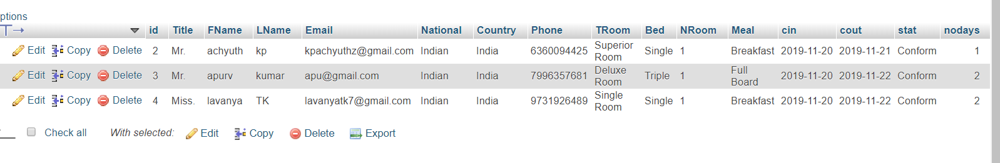 ptions
T→ id Title FName LName Email National Country Phone TRoom Bed NRoom Meal cin cout stat nodays
Edit Copy Delete 2 Mr. achyuth kp kpachyuthz@gmail.com Indian India 6360094425 Superior Room Single 1 Breakfast 2019-11-20 2019-11-21 Conform 1
Edit Copy Delete 3 Mr. apurv kumar apu@gmail.com Indian India 7996357681 Deluxe Room Triple 1 Full Board 2019-11-20 2019-11-22 Conform 2
Edit Copy Delete 4 Miss. lavanya TK lavanyatk7@gmail.com Indian India 9731926489 Single Room Single 1 Breakfast 2019-11-20 2019-11-22 Conform 2
Check all With selected: Edit Copy Delete Export